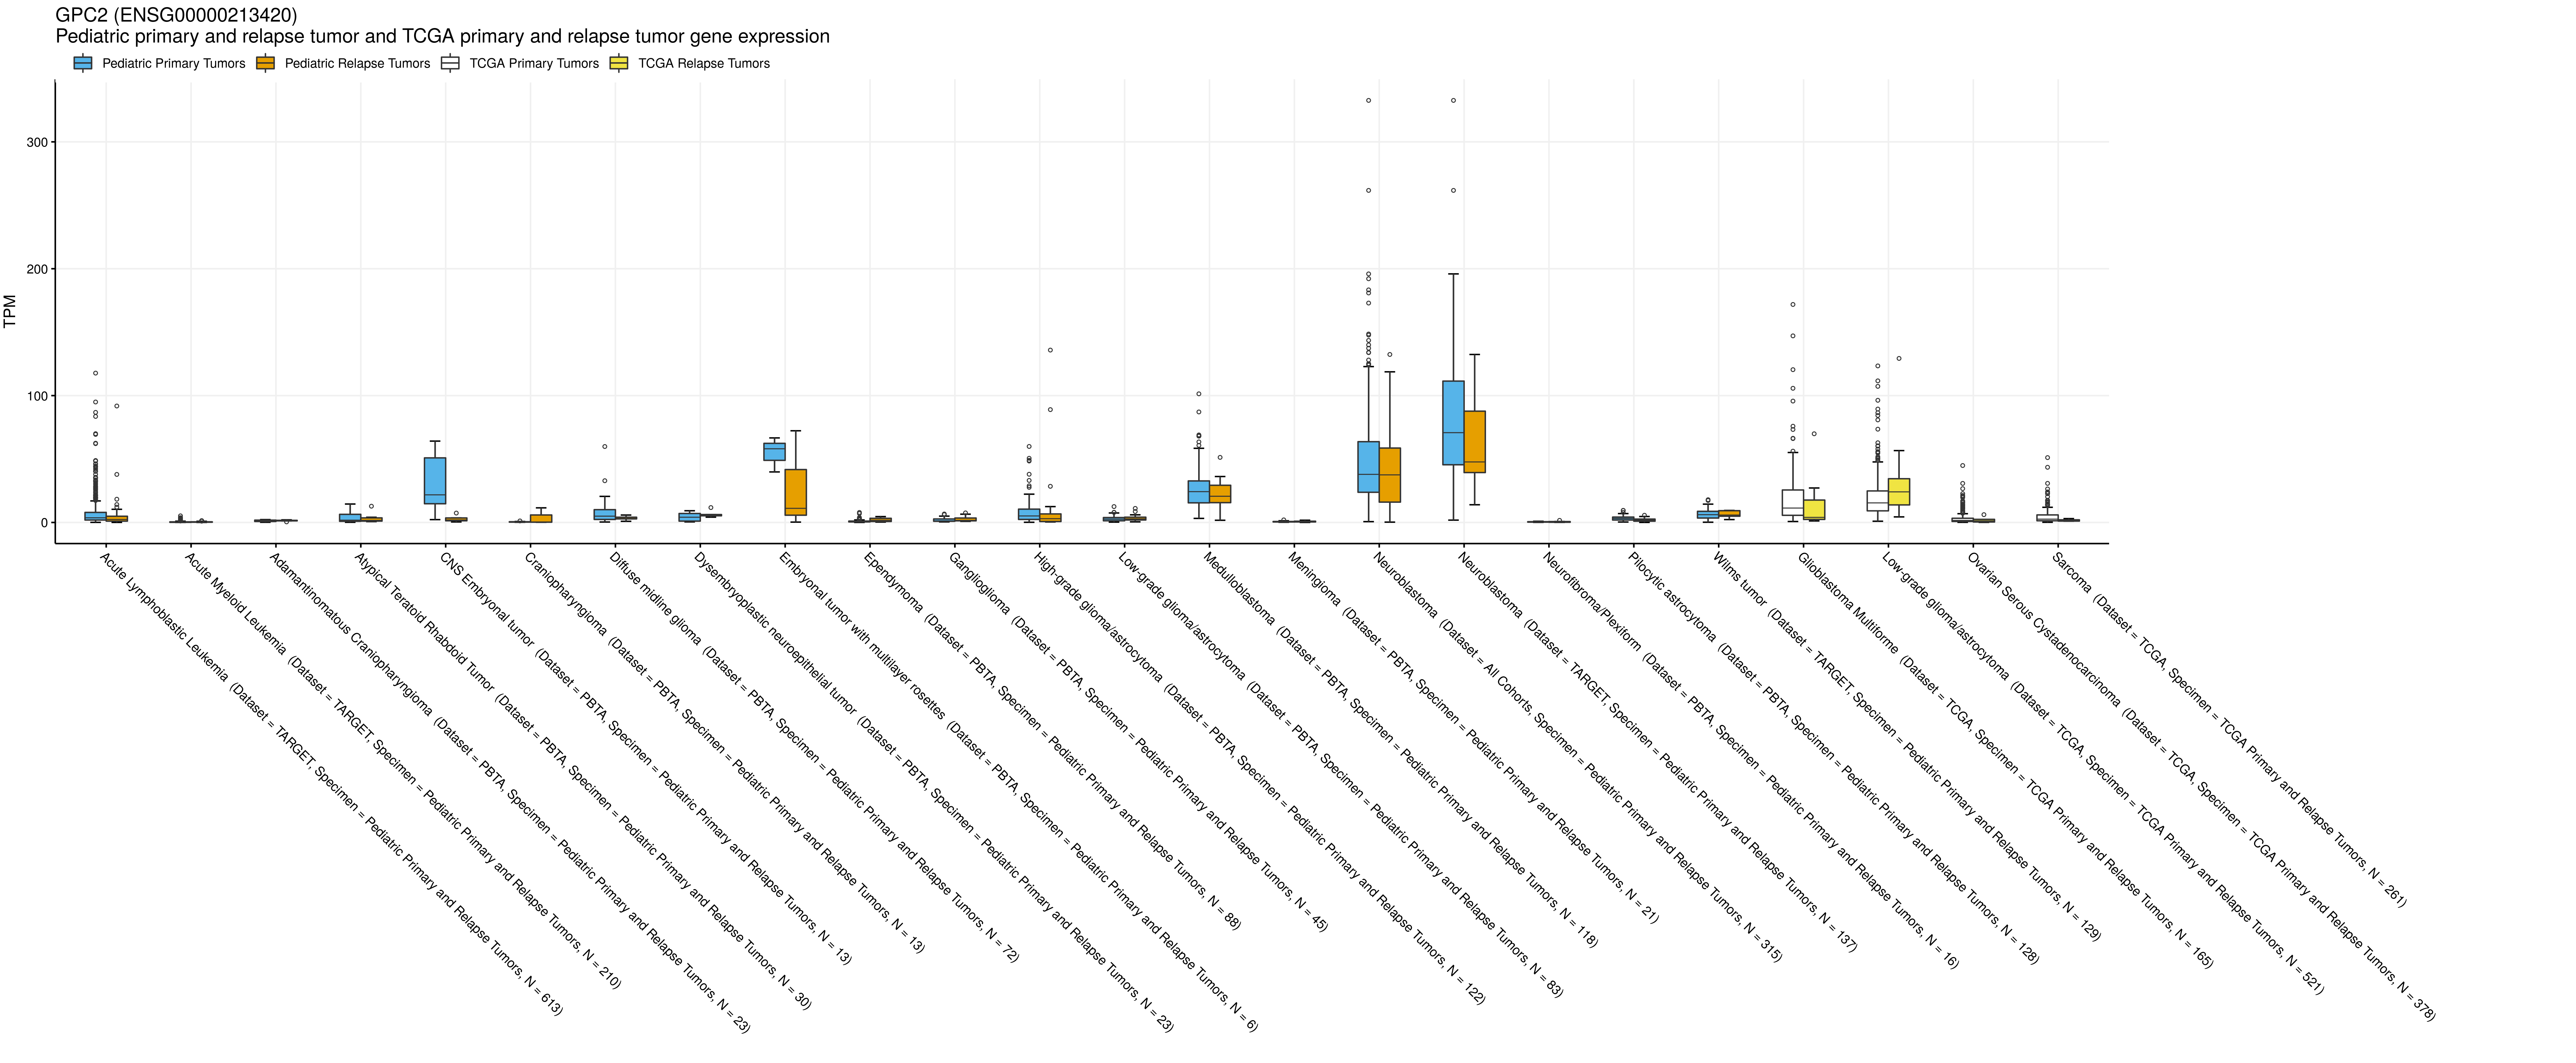 GPC2 (ENSG00000213420)
Pediatric primary and relapse tumor and TCGA primary and relapse tumor gene expression
Pediatric Primary Tumors Pediatric Relapse Tumors TCGA Primary Tumors TCGA Relapse Tumors
TPM
300
200
100
0
Acute Lymphoblastic Leukemia (Dataset = TARGET, Specimen = Pediatric Primary and Relapse Tumors, N = 613)
Acute Myeloid Leukemia (Dataset = TARGET, Specimen = Pediatric Primary and Relapse Tumors, N = 210)
Adamantinomatous Craniopharyngioma (Dataset = PBTA, Specimen = Pediatric Primary and Relapse Tumors, N = 23)
Atypical Teratoid Rhabdoid Tumor (Dataset = PBTA, Specimen = Pediatric Primary and Relapse Tumors, N = 30)
CNS Embryonal tumor (Dataset = PBTA, Specimen = Pediatric Primary and Relapse Tumors, N = 13)
Craniopharyngioma (Dataset = PBTA, Specimen = Pediatric Primary and Relapse Tumors, N = 13)
Diffuse midline glioma (Dataset = PBTA, Specimen = Pediatric Primary and Relapse Tumors, N = 72)
Dysembryoplastic neuroepithelial tumor (Dataset = PBTA, Specimen = Pediatric Primary and Relapse Tumors, N = 23)
Embryonal tumor with multilayer rosettes (Dataset = PBTA, Specimen = Pediatric Primary and Relapse Tumors, N = 6)
Ependymoma (Dataset = PBTA, Specimen = Pediatric Primary and Relapse Tumors, N = 88)
Ganglioglioma (Dataset = PBTA, Specimen = Pediatric Primary and Relapse Tumors, N = 45)
High-grade glioma/astrocytoma (Dataset = PBTA, Specimen = Pediatric Primary and Relapse Tumors, N = 122)
Low-grade glioma/astrocytoma (Dataset = PBTA, Specimen = Pediatric Primary and Relapse Tumors, N = 83)
Medulloblastoma (Dataset = PBTA, Specimen = Pediatric Primary and Relapse Tumors, N = 118)
Meningioma (Dataset = PBTA, Specimen = Pediatric Primary and Relapse Tumors, N = 21)
Neuroblastoma (Dataset = All Cohorts, Specimen = Pediatric Primary and Relapse Tumors, N = 315)
Neuroblastoma (Dataset = TARGET, Specimen = Pediatric Primary and Relapse Tumors, N = 137)
Neurofibroma/Plexiform (Dataset = PBTA, Specimen = Pediatric Primary and Relapse Tumors, N = 16)
Pilocytic astrocytoma (Dataset = PBTA, Specimen = Pediatric Primary and Relapse Tumors, N = 128)
Wilms tumor (Dataset = TARGET, Specimen = Pediatric Primary and Relapse Tumors, N = 129)
Glioblastoma Multiforme (Dataset = TCGA, Specimen = TCGA Primary and Relapse Tumors, N = 165)
Low-grade glioma/astrocytoma (Dataset = TCGA, Specimen = TCGA Primary and Relapse Tumors, N = 521)
Ovarian Serous Cystadenocarcinoma (Dataset = TCGA, Specimen = TCGA Primary and Relapse Tumors, N = 378)
Sarcoma (Dataset = TCGA, Specimen = TCGA Primary and Relapse Tumors, N = 261)